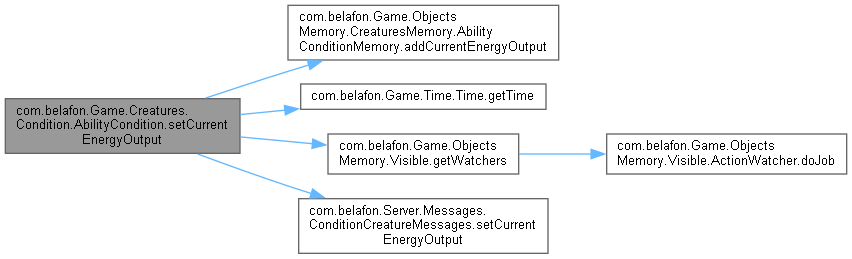 com.belafon.Game.Objects
Memory.CreaturesMemory.Ability
ConditionMemory.addCurrentEnergyOutput
com.belafon.Game.Time.Time.getTime
com.belafon.Game.Creatures.
Condition.AbilityCondition.setCurrent
EnergyOutput
com.belafon.Game.Objects
Memory.Visible.getWatchers
com.belafon.Game.Objects
Memory.Visible.ActionWatcher.doJob
com.belafon.Server.Messages.
ConditionCreatureMessages.setCurrent
EnergyOutput